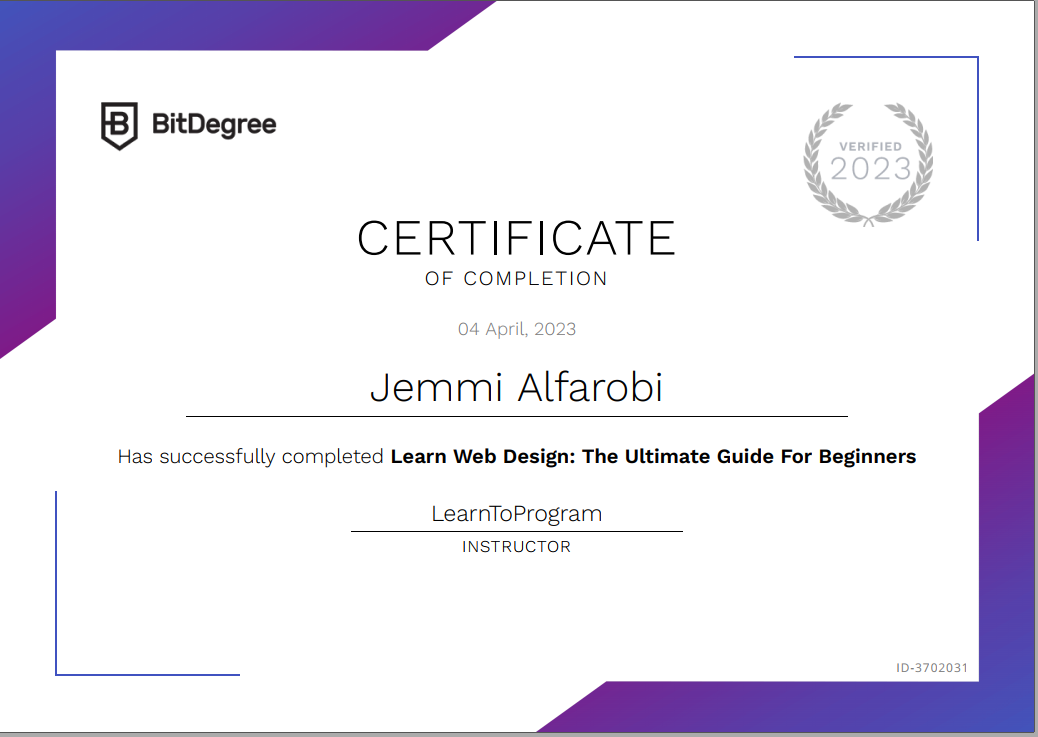 BitDegree
VERIFIED
2023
CERTIFICATE
OF COMPLETION
04 April, 2023
Jemmi Alfarobi
Has successfully completed Learn Web Design: The Ultimate Guide For Beginners
LearnToProgram
INSTRUCTOR
ID-3702031